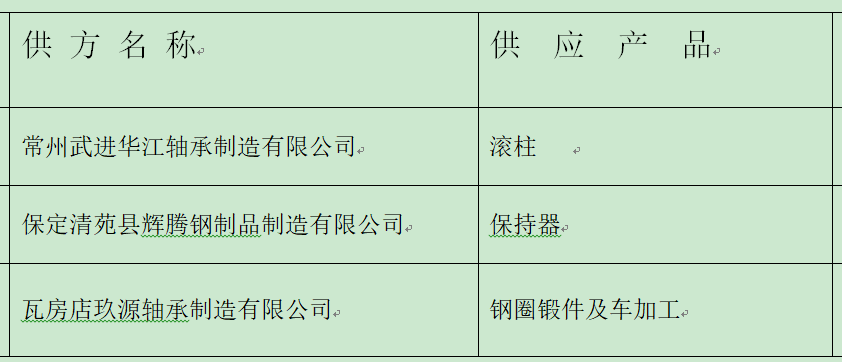 供 方 名 称
供 应 产 品
常州武进华江轴承制造有限公司
滚柱
保定清苑县辉腾钢制品制造有限公司
保持器
瓦房店玖源轴承制造有限公司
钢圈锻件及车加工